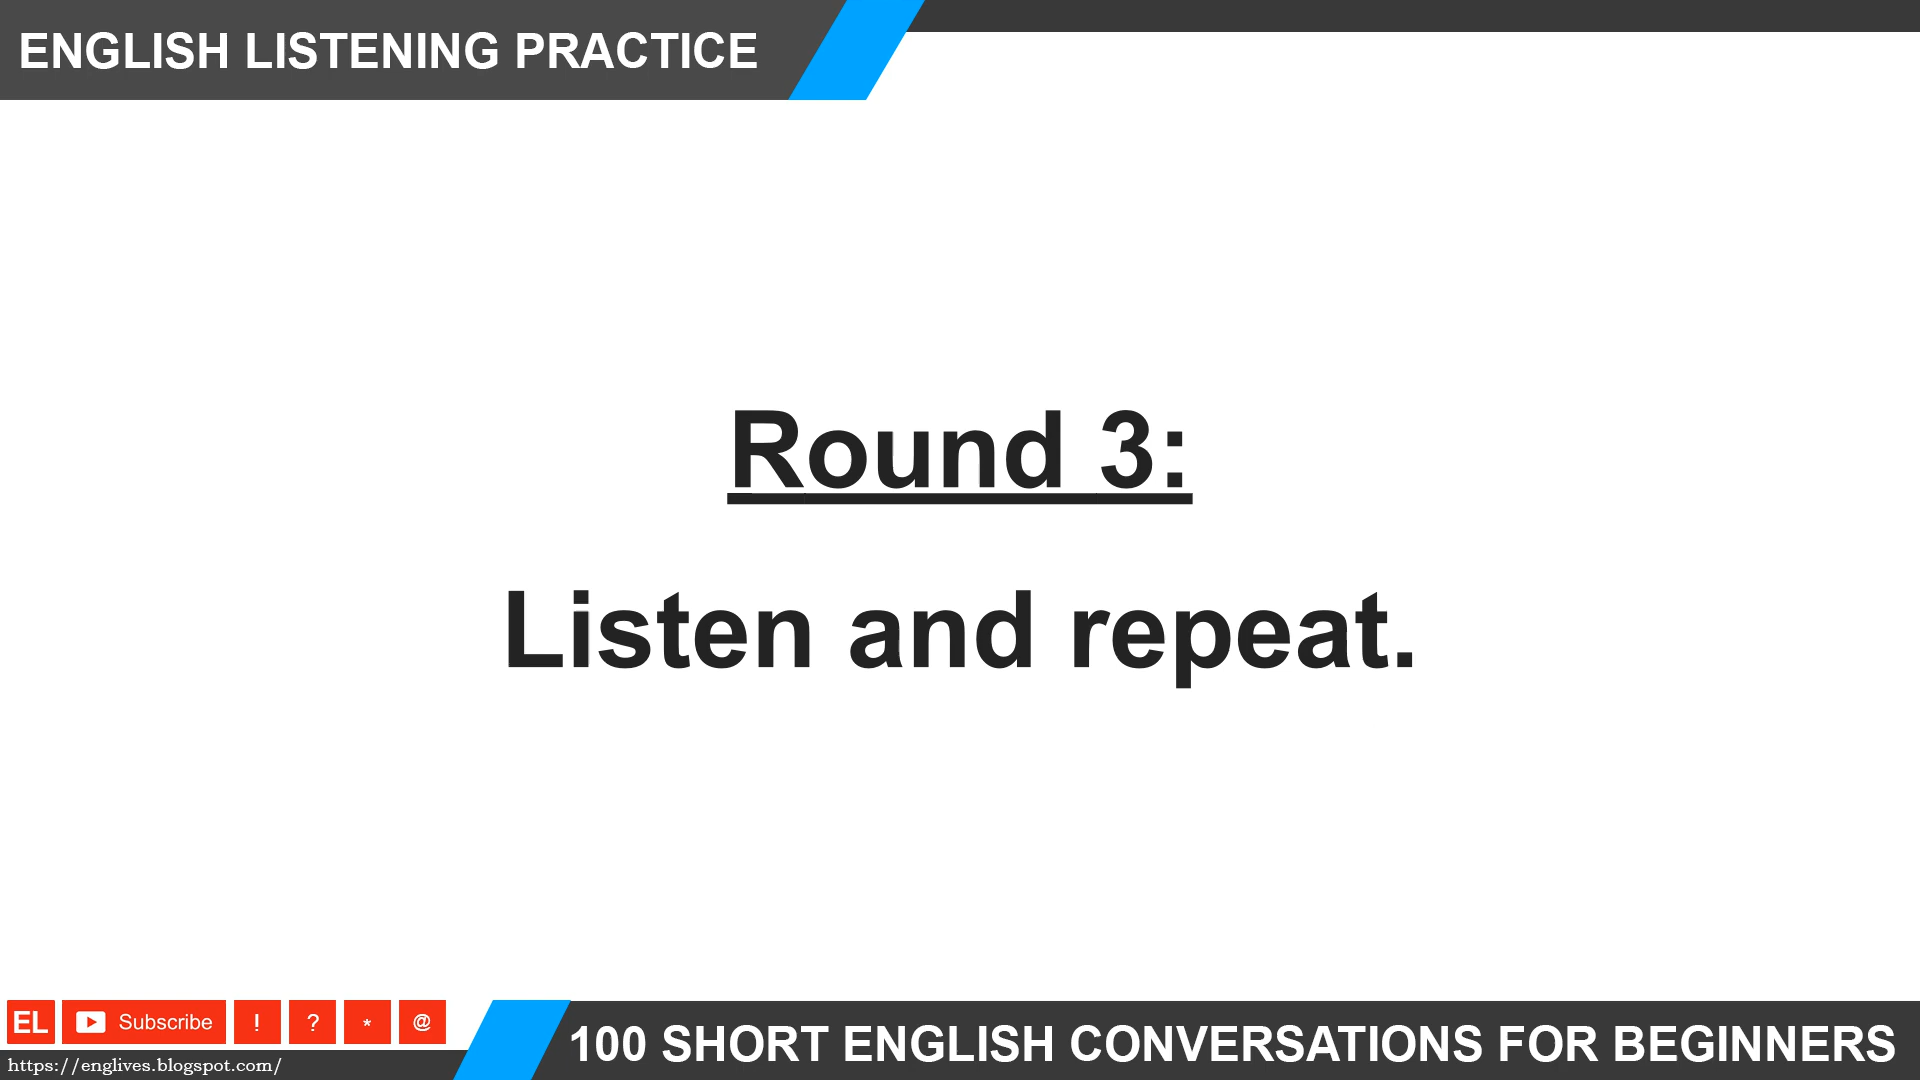 ENGLISH LISTENING PRACTICE
Round 3:
Listen and repeat.
EL Subscribe ! ? * @
https://englives.blogspot.com/
100 SHORT ENGLISH CONVERSATIONS FOR BEGINNERS